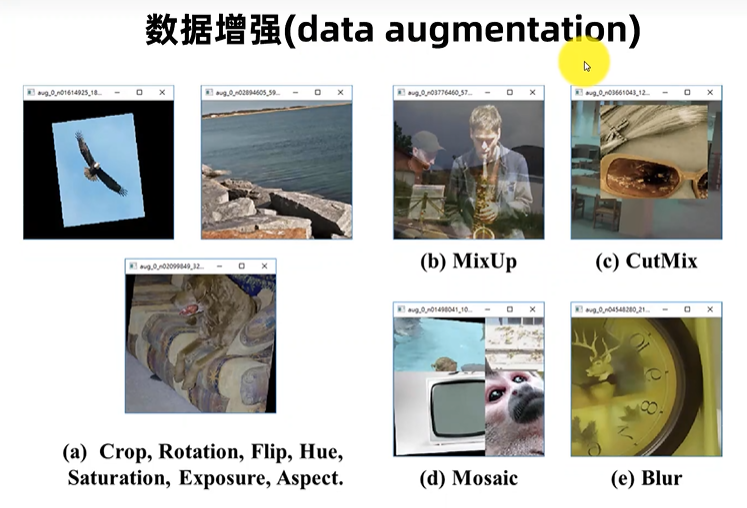 数据增强(data augmentation)
aug_0_n01614925_18...
aug_0_n02894605_59...
aug_0_n03776460_57...
aug_0_n03661043_12...
(b) MixUp
(c) CutMix
aug_0_n02099849_32...
aug_0_n01498041_10...
aug_0_n04548280_21...
(a) Crop, Rotation, Flip, Hue,
Saturation, Exposure, Aspect.
(d) Mosaic
(e) Blur